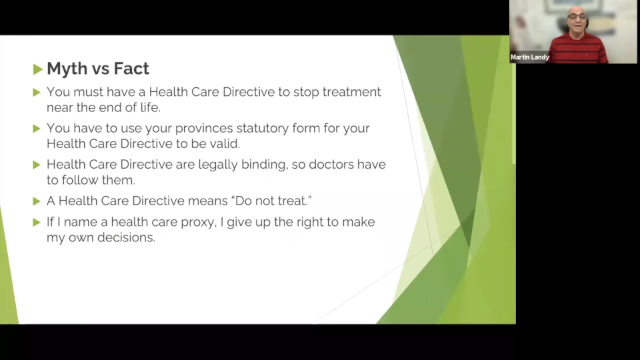 Myth vs Fact
You must have a Health Care Directive to stop treatment
near the end of life.
You have to use your provinces statutory form for your
Health Care Directive to be valid.
Health Care Directive are legally binding, so doctors have
to follow them.
A Health Care Directive means “Do not treat.”
If I name a health care proxy, I give up the right to make
my own decisions.
Martin Landy